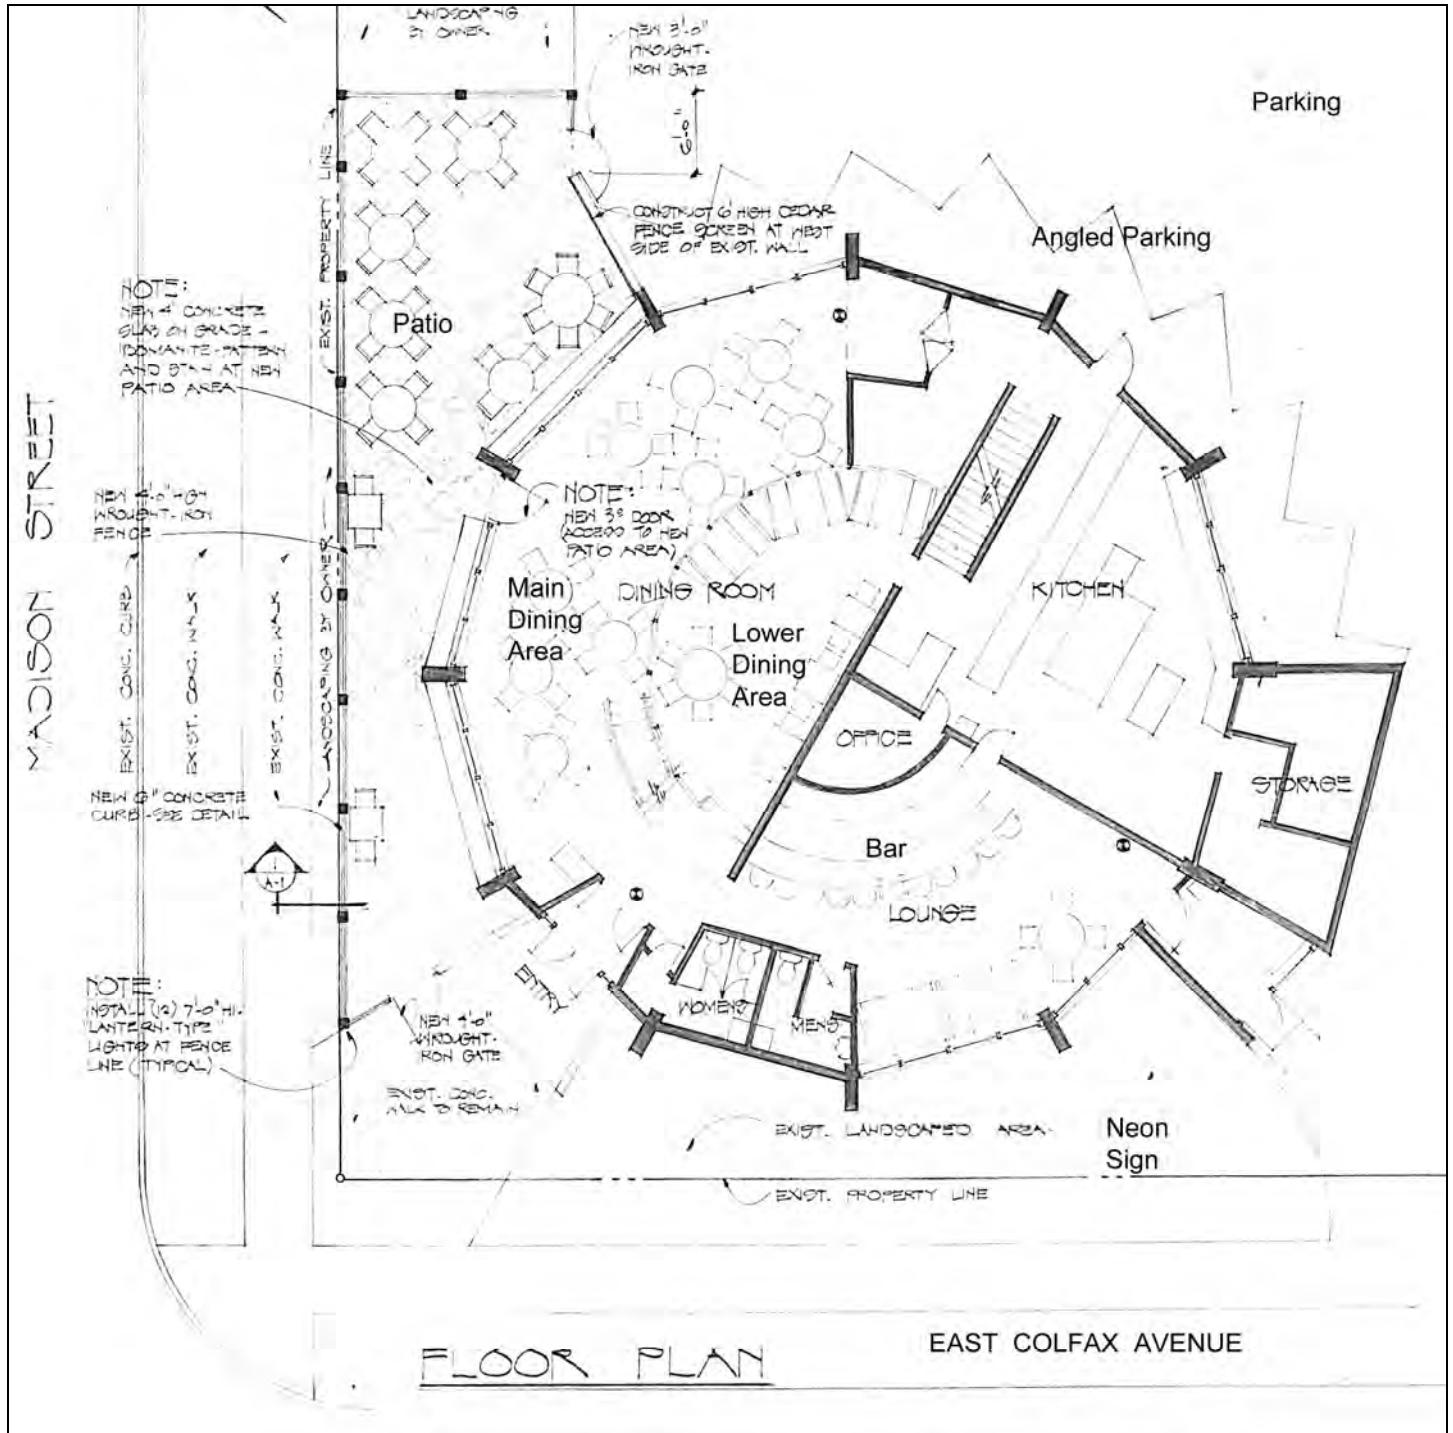 LANDSCAPING
BY OWNER
NEW 3'-0"
WROUGHT-
IRON GATE
6'-0"
Parking
EXIST. PROPERTY LINE
CONSTRUCT 6' HIGH CEDAR
FENCE SCREEN AT WEST
SIDE OF EXIST. WALL
Angled Parking
NOTE:
NEW 4" CONCRETE
SLAB ON GRADE -
BOMANITE-PATTERN
AND STAIN AT NEW
PATIO AREA
Patio
MADISON STREET
NOTE:
NEW 3⁰ DOOR
(ACCESS TO NEW
PATIO AREA)
WROUGHT-IRON
FENCE
EXIST. CONC. CURB
EXIST. CONC. WALK
EXIST. CONC. WALK
LANDSCAPING BY OWNER
Main
Dining
Area
DINING ROOM
Lower
Dining
Area
KITCHEN
OFFICE
STORAGE
NEW 6" CONCRETE
CURB-SEE DETAIL
A-1
Bar
LOUNGE
ENTRY
WOMENS
MENS
NOTE:
INSTALL (12) 7'-0" HI.
"LANTERN-TYPE"
LIGHTS AT FENCE
LINE (TYPICAL)
NEW 4'-0"
WROUGHT-
IRON GATE
EXIST. CONC.
WALK TO REMAIN
EXIST. LANDSCAPED AREA
Neon
Sign
EXIST. PROPERTY LINE
FLOOR PLAN
EAST COLFAX AVENUE